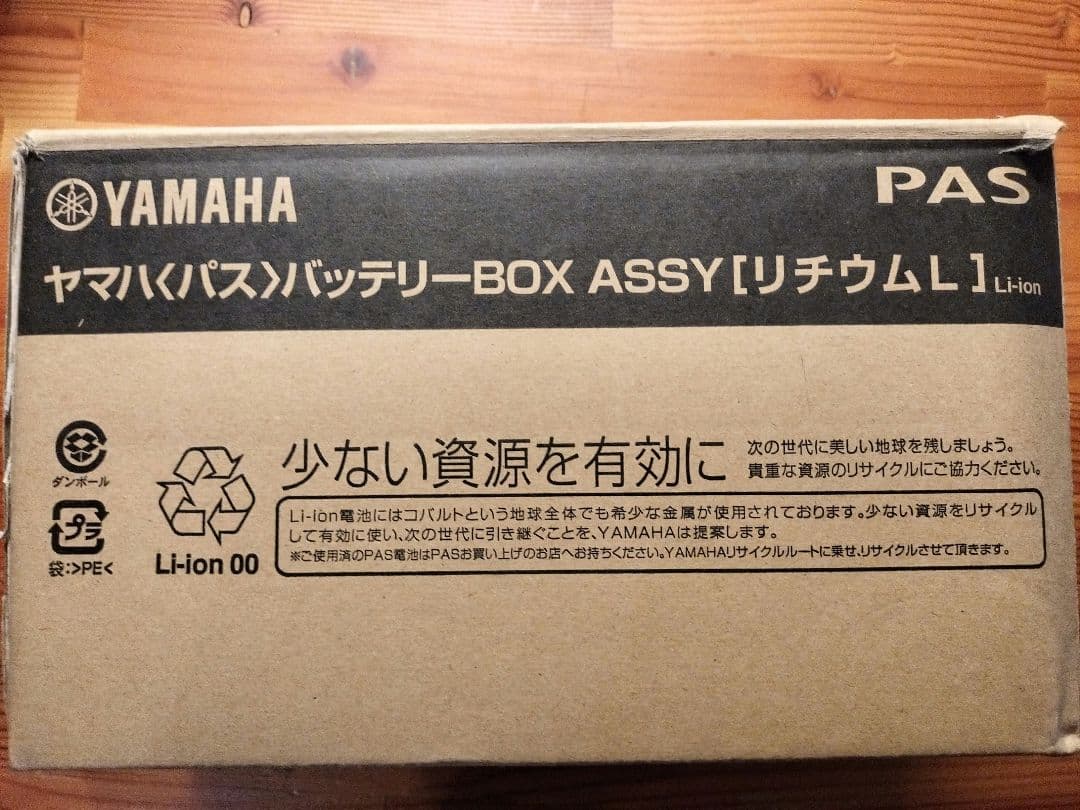 YAMAHA
PAS
ヤマハ〈パス〉バッテリーBOX ASSY[リチウムL] Li-ion
ダンボール
プラ
袋:>PE<
Li-ion 00
少ない資源を有効に
次の世代に美しい地球を残しましょう。
貴重な資源のリサイクルにご協力ください。
Li-ion電池にはコバルトという地球全体でも希少な金属が使用されております。少ない資源をリサイクル
して有効に使い、次の世代に引き継ぐことを、YAMAHAは提案します。
※ご使用済のPAS電池はPASお買い上げのお店へお持ちください。YAMAHAリサイクルルートに乗せ、リサイクルさせて頂きます。